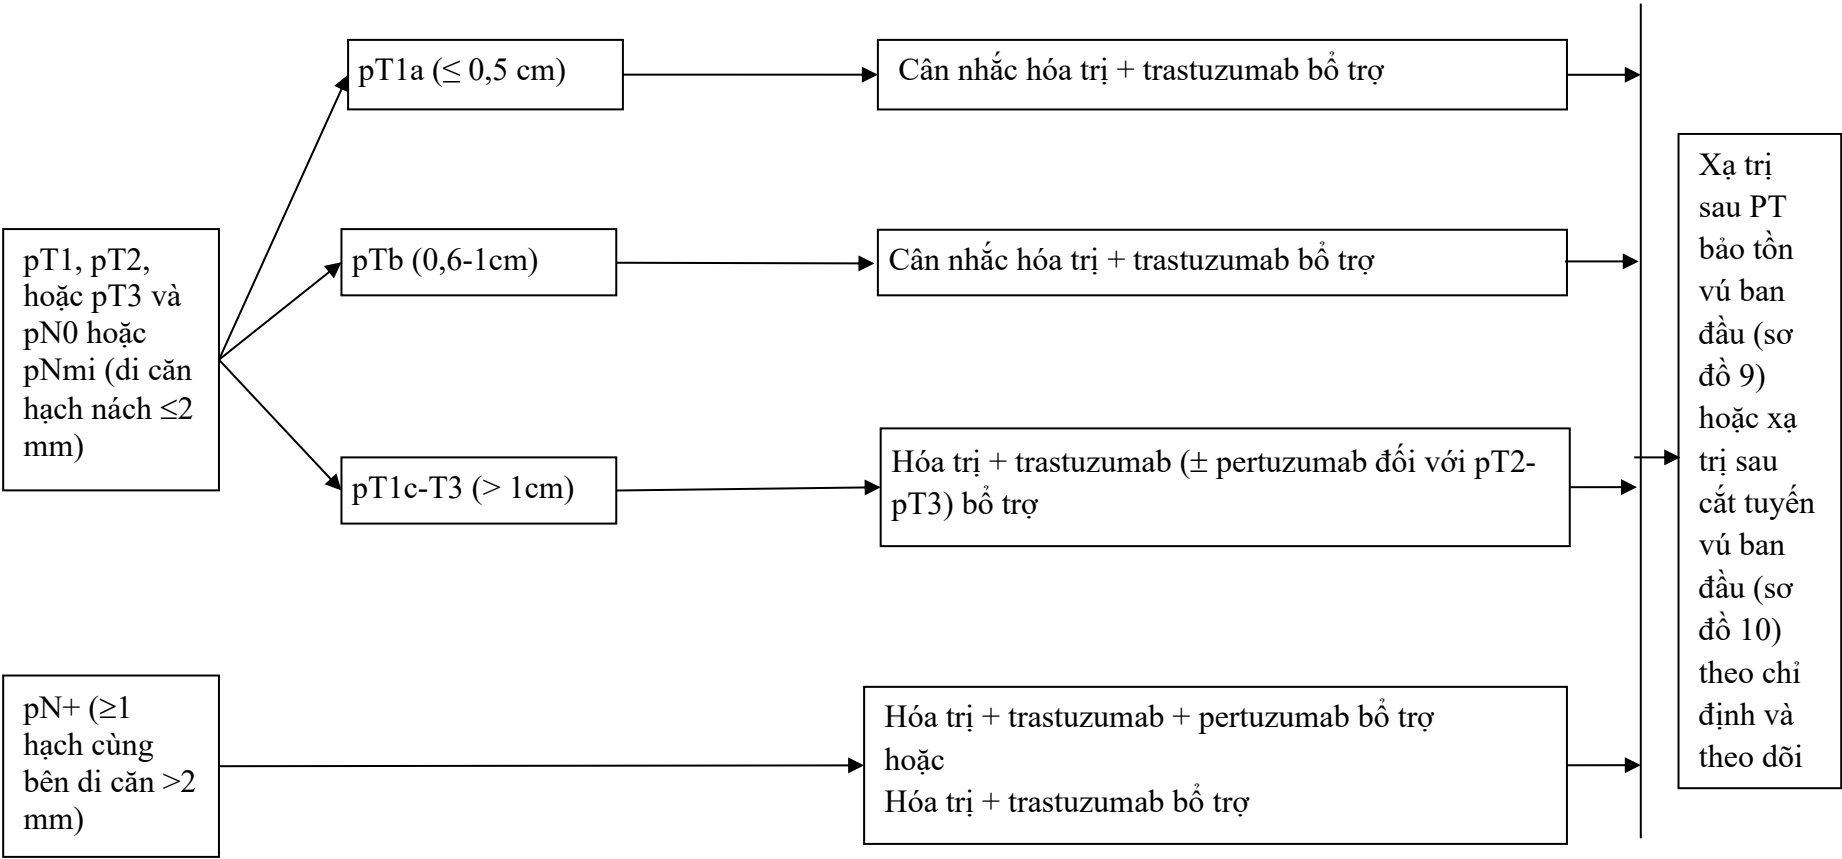 pT1a (≤ 0,5 cm)
Cân nhắc hóa trị + trastuzumab bổ trợ
pT1, pT2,
hoặc pT3 và
pN0 hoặc
pNmi (di căn
hạch nách ≤2
mm)
pTb (0,6-1cm)
Cân nhắc hóa trị + trastuzumab bổ trợ
pT1c-T3 (> 1cm)
Hóa trị + trastuzumab (± pertuzumab đối với pT2-
pT3) bổ trợ
pN+ (≥1
hạch cùng
bên di căn >2
mm)
Hóa trị + trastuzumab + pertuzumab bổ trợ
hoặc
Hóa trị + trastuzumab bổ trợ
Xạ trị
sau PT
bảo tồn
vú ban
đầu (sơ
đồ 9)
hoặc xạ
trị sau
cắt tuyến
vú ban
đầu (sơ
đồ 10)
theo chỉ
định và
theo dõi